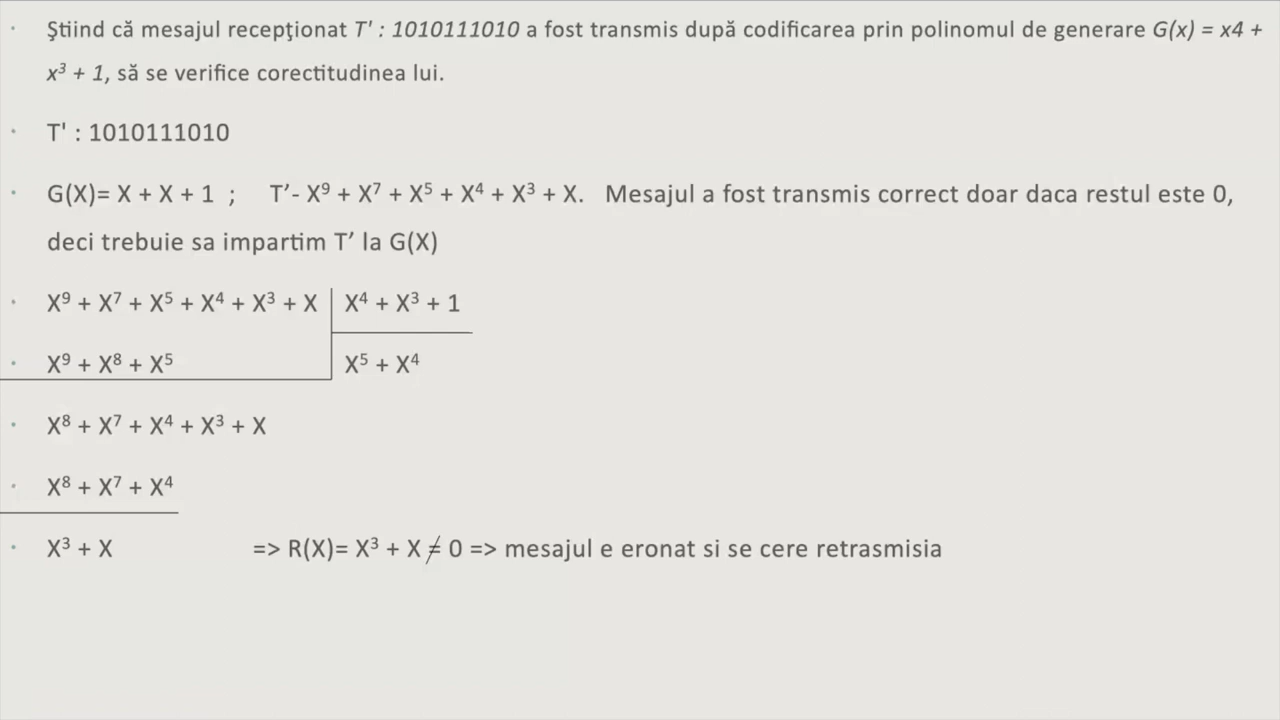 Ştiind că mesajul recepţionat T' : 1010111010 a fost transmis după codificarea prin polinomul de generare G(x) = x4 +
x³ + 1, să se verifice corectitudinea lui.
T' : 1010111010
G(X)= X + X + 1 ; T’- X⁹ + X⁷ + X⁵ + X⁴ + X³ + X. Mesajul a fost transmis correct doar daca restul este 0,
deci trebuie sa impartim T’ la G(X)
X⁹ + X⁷ + X⁵ + X⁴ + X³ + X X⁴ + X³ + 1
X⁹ + X⁸ + X⁵ X⁵ + X⁴
X⁸ + X⁷ + X⁴ + X³ + X
X⁸ + X⁷ + X⁴
X³ + X => R(X)= X³ + X ≠ 0 => mesajul e eronat si se cere retrasmisia